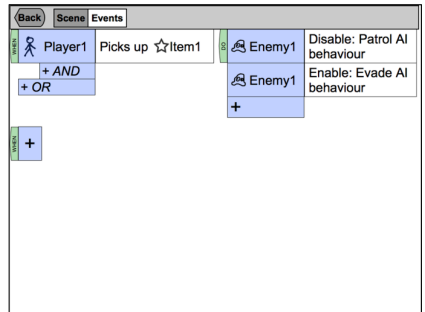 Back Scene Events
WHEN Player1 Picks up Item1 DO Enemy1 Disable: Patrol AI
behaviour
+ AND
+ OR
Enemy1 Enable: Evade AI
behaviour
+
WHEN +